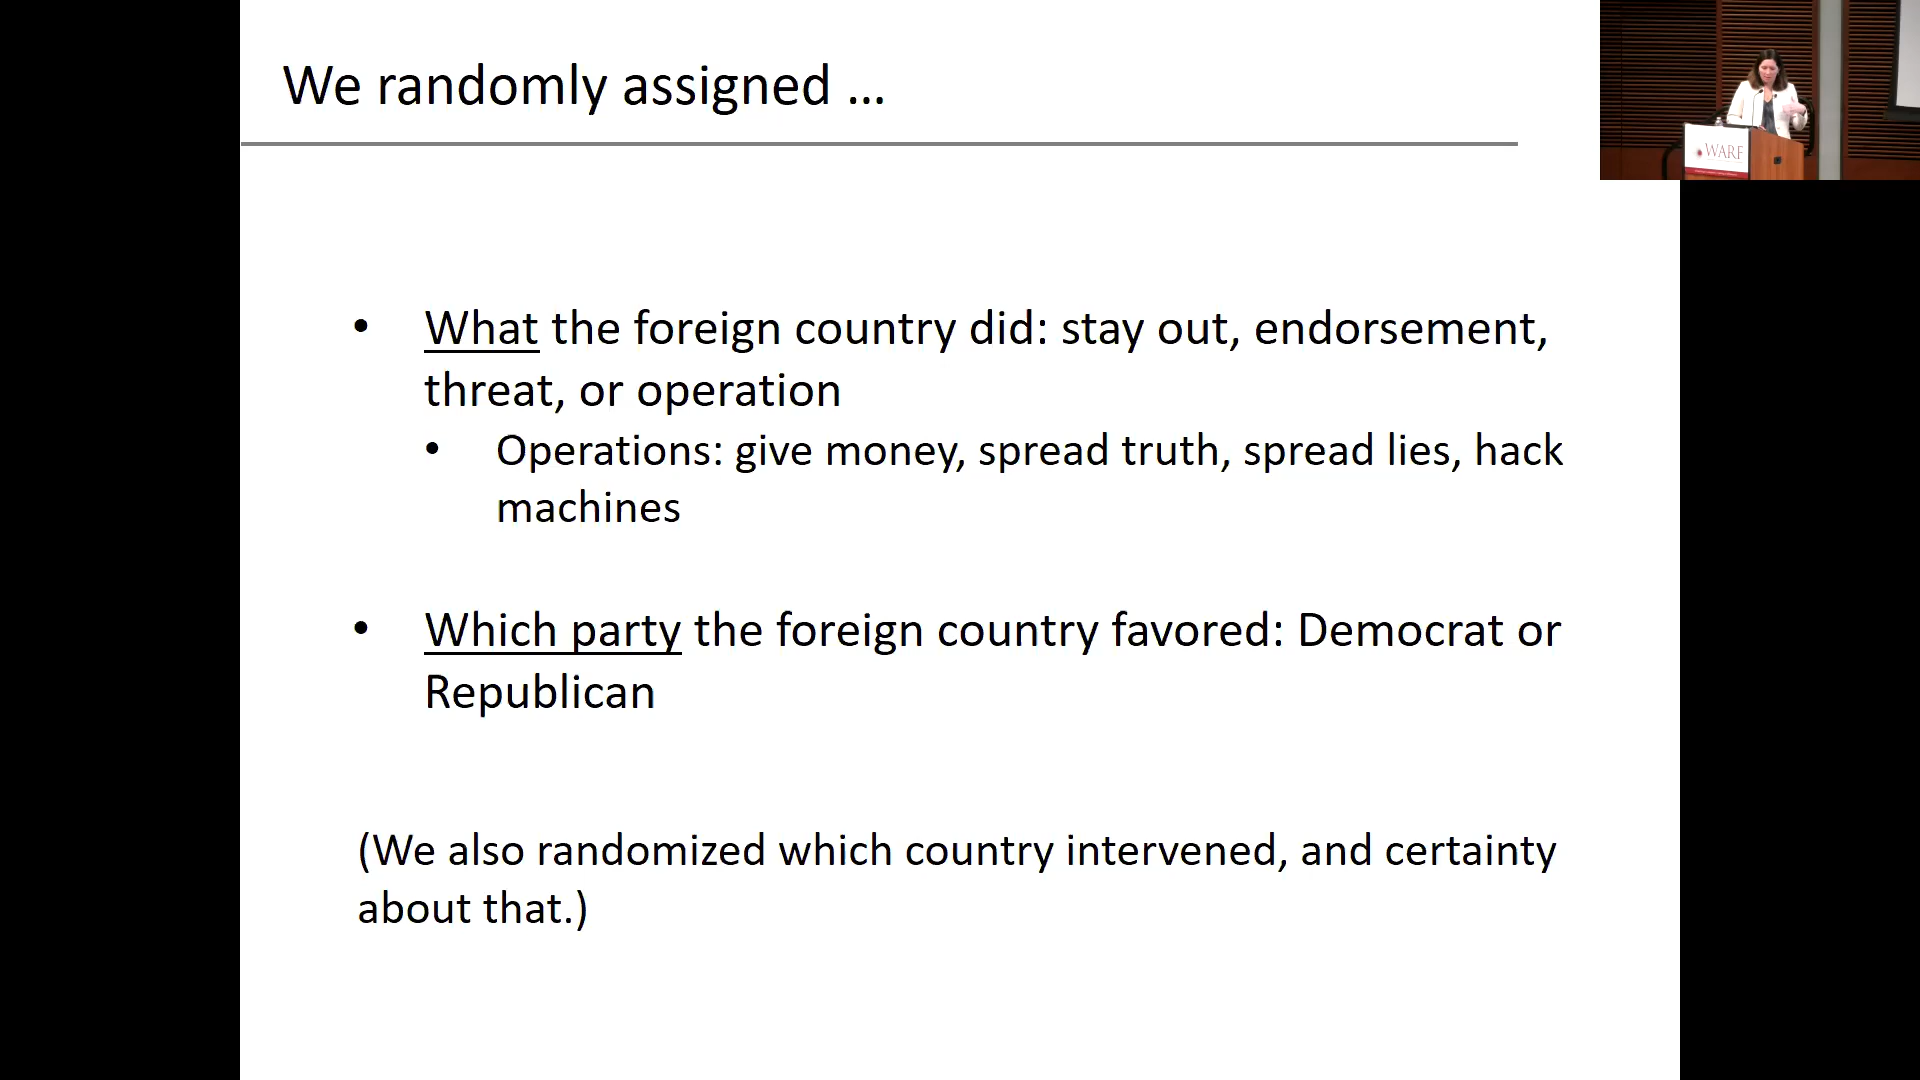 We randomly assigned …
WARF
• What the foreign country did: stay out, endorsement,
threat, or operation
• Operations: give money, spread truth, spread lies, hack
machines
• Which party the foreign country favored: Democrat or
Republican
(We also randomized which country intervened, and certainty
about that.)